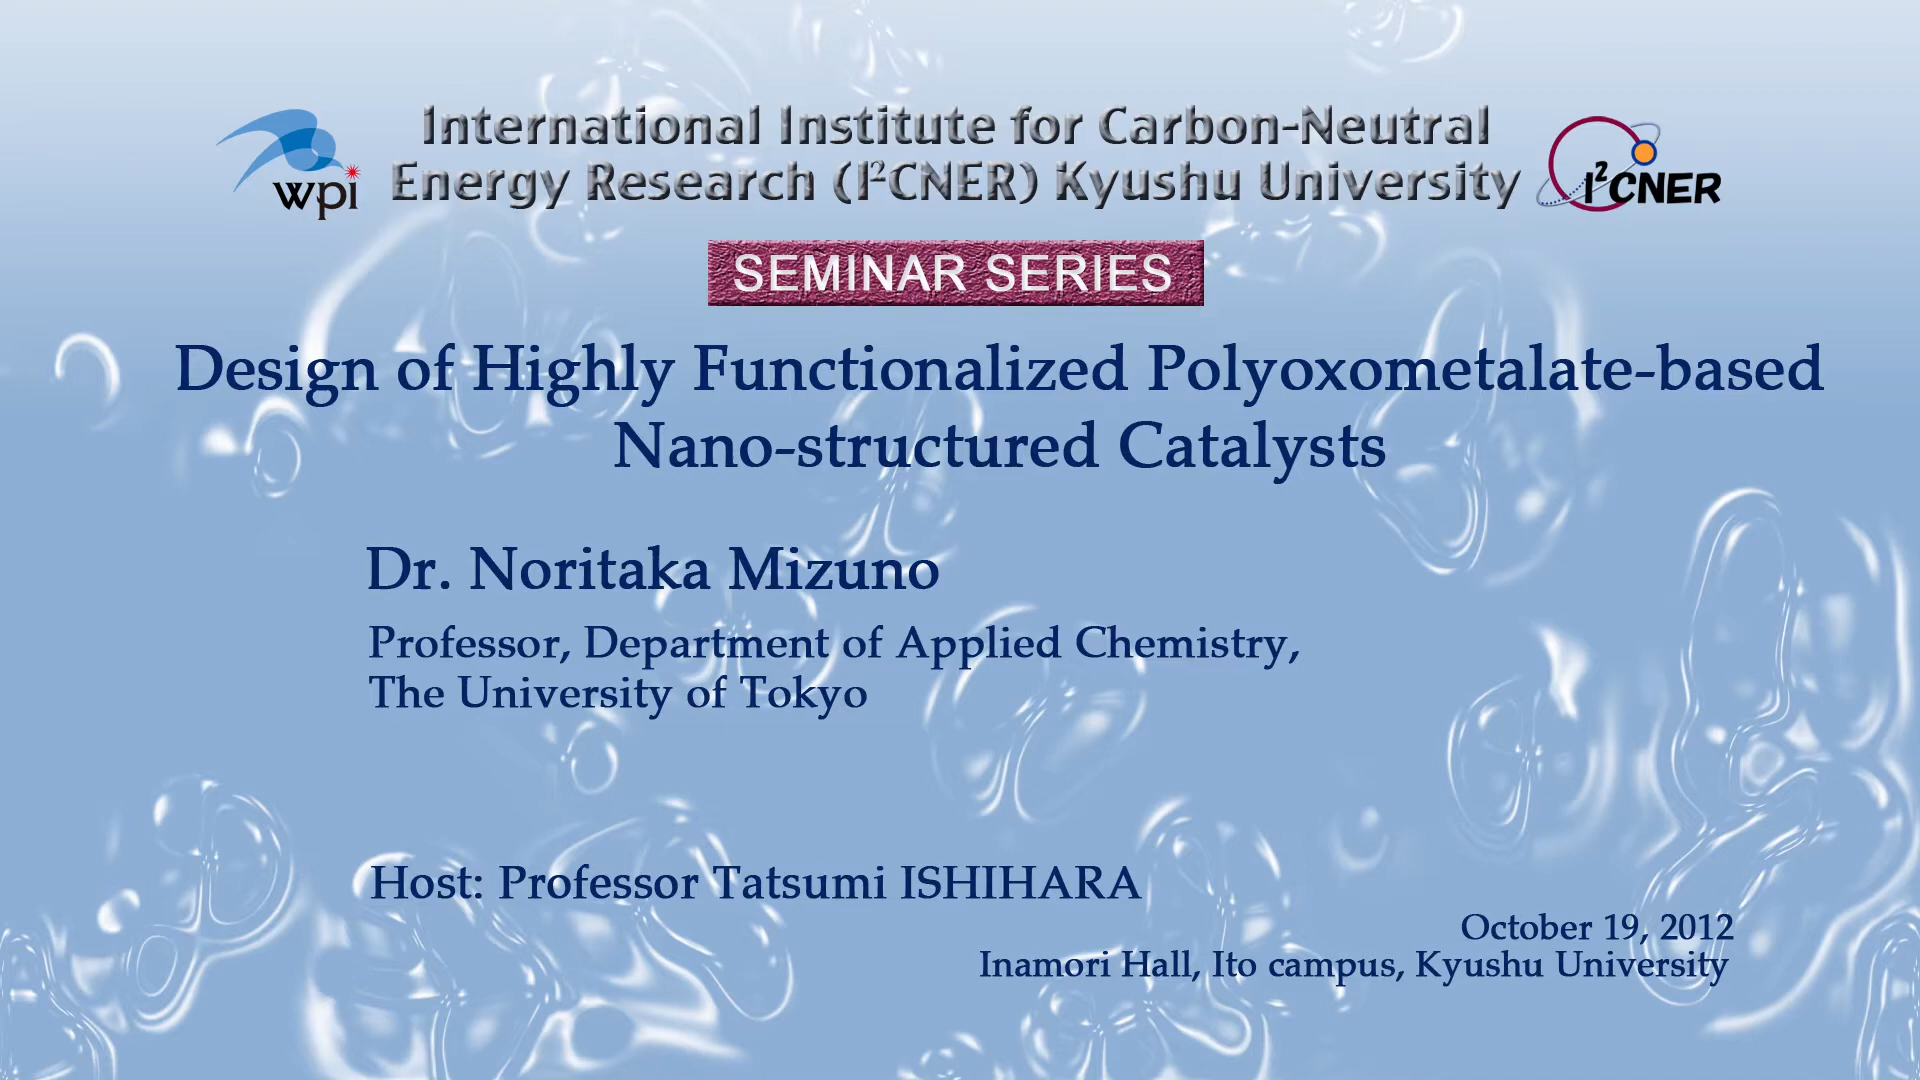 International Institute for Carbon-Neutral
Energy Research (I²CNER) Kyushu University
wpi
I²CNER
SEMINAR SERIES
Design of Highly Functionalized Polyoxometalate-based
Nano-structured Catalysts
Dr. Noritaka Mizuno
Professor, Department of Applied Chemistry,
The University of Tokyo
Host: Professor Tatsumi ISHIHARA
October 19, 2012
Inamori Hall, Ito campus, Kyushu University